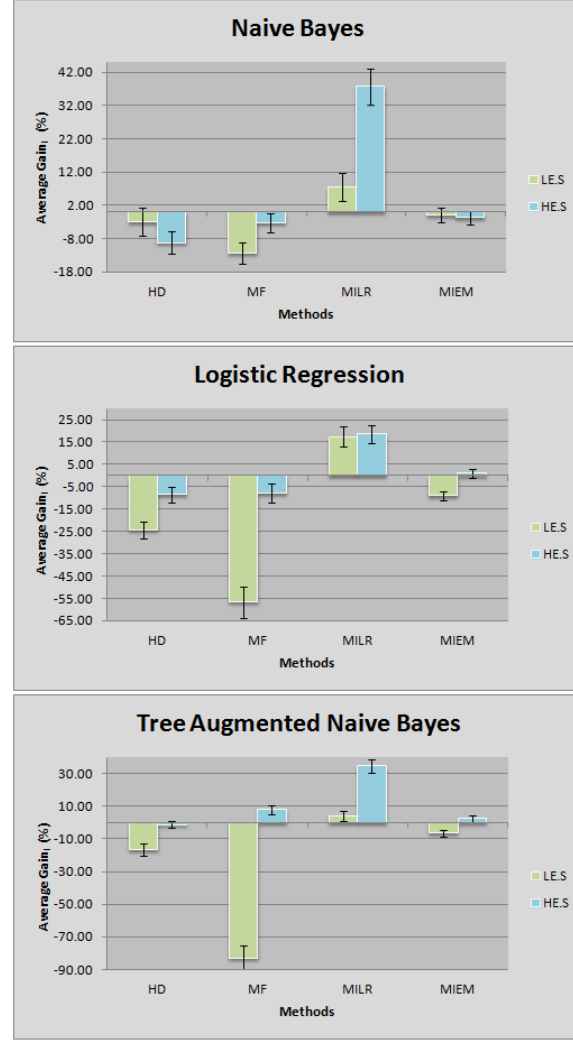 Naive Bayes
42.00
32.00
22.00
12.00
2.00
-8.00
-18.00
Average Gain₁ (%)
HD MF MILR MIEM
Methods
LE.S
HE.S
Logistic Regression
25.00
15.00
5.00
-5.00
-15.00
-25.00
-35.00
-45.00
-55.00
-65.00
Average Gain₁ (%)
HD MF MILR MIEM
Methods
LE.S
HE.S
Tree Augmented Naive Bayes
30.00
10.00
-10.00
-30.00
-50.00
-70.00
-90.00
Average Gain₁ (%)
HD MF MILR MIEM
Methods
LE.S
HE.S